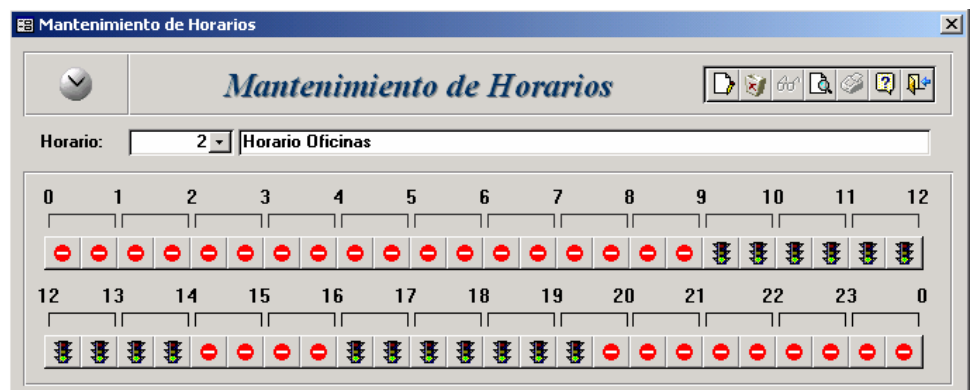 Mantenimiento de Horarios
Mantenimiento de Horarios
Horario: 2 Horario Oficinas
0 1 2 3 4 5 6 7 8 9 10 11 12
12 13 14 15 16 17 18 19 20 21 22 23 0